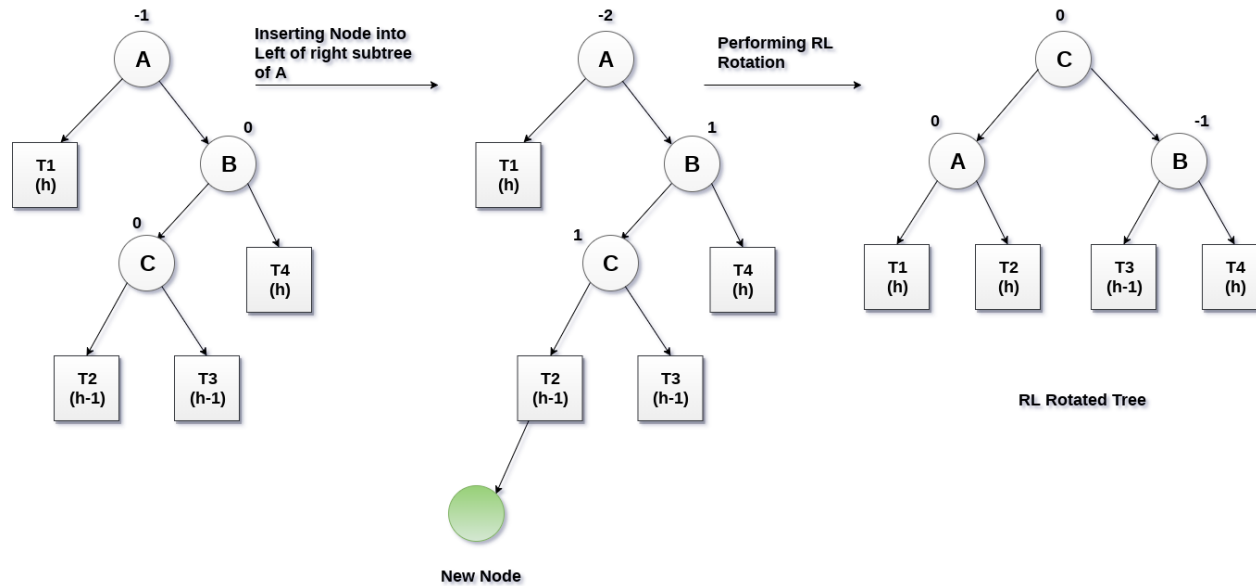 -1
A
T1
(h)
0
B
0
C
T4
(h)
T2
(h-1)
T3
(h-1)
Inserting Node into
Left of right subtree
of A
-2
A
T1
(h)
1
B
1
C
T4
(h)
T2
(h-1)
T3
(h-1)
New Node
Performing RL
Rotation
0
C
0
A
-1
B
T1
(h)
T2
(h)
T3
(h-1)
T4
(h)
RL Rotated Tree